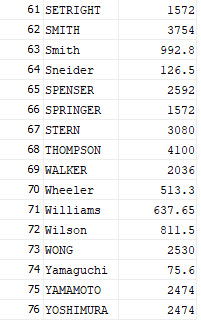 61 SETRIGHT 1572
62 SMITH 3754
63 Smith 992.8
64 Sneider 126.5
65 SPENSER 2592
66 SPRINGER 1572
67 STERN 3080
68 THOMPSON 4100
69 WALKER 2036
70 Wheeler 513.3
71 Williams 637.65
72 Wilson 811.5
73 WONG 2530
74 Yamaguchi 75.6
75 YAMAMOTO 2474
76 YOSHIMURA 2474